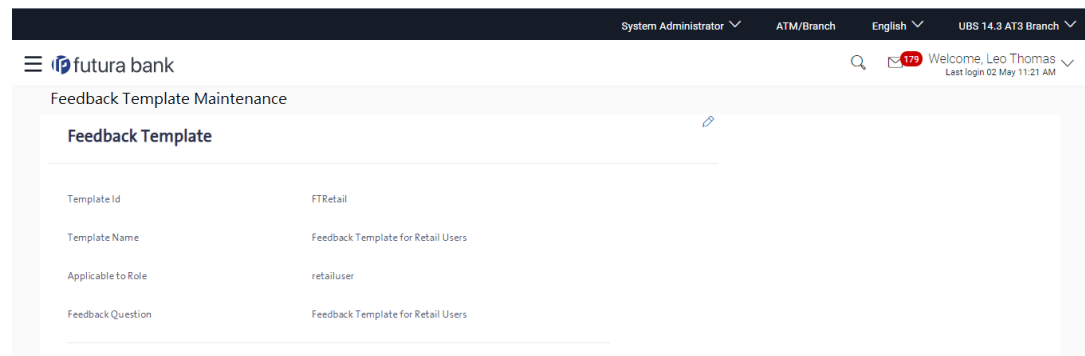 System Administrator ATM/Branch English UBS 14.3 AT3 Branch
futura bank 179 Welcome, Leo Thomas
Last login 02 May 11:21 AM
Feedback Template Maintenance
Feedback Template
Template Id FTRetail
Template Name Feedback Template for Retail Users
Applicable to Role retailuser
Feedback Question Feedback Template for Retail Users